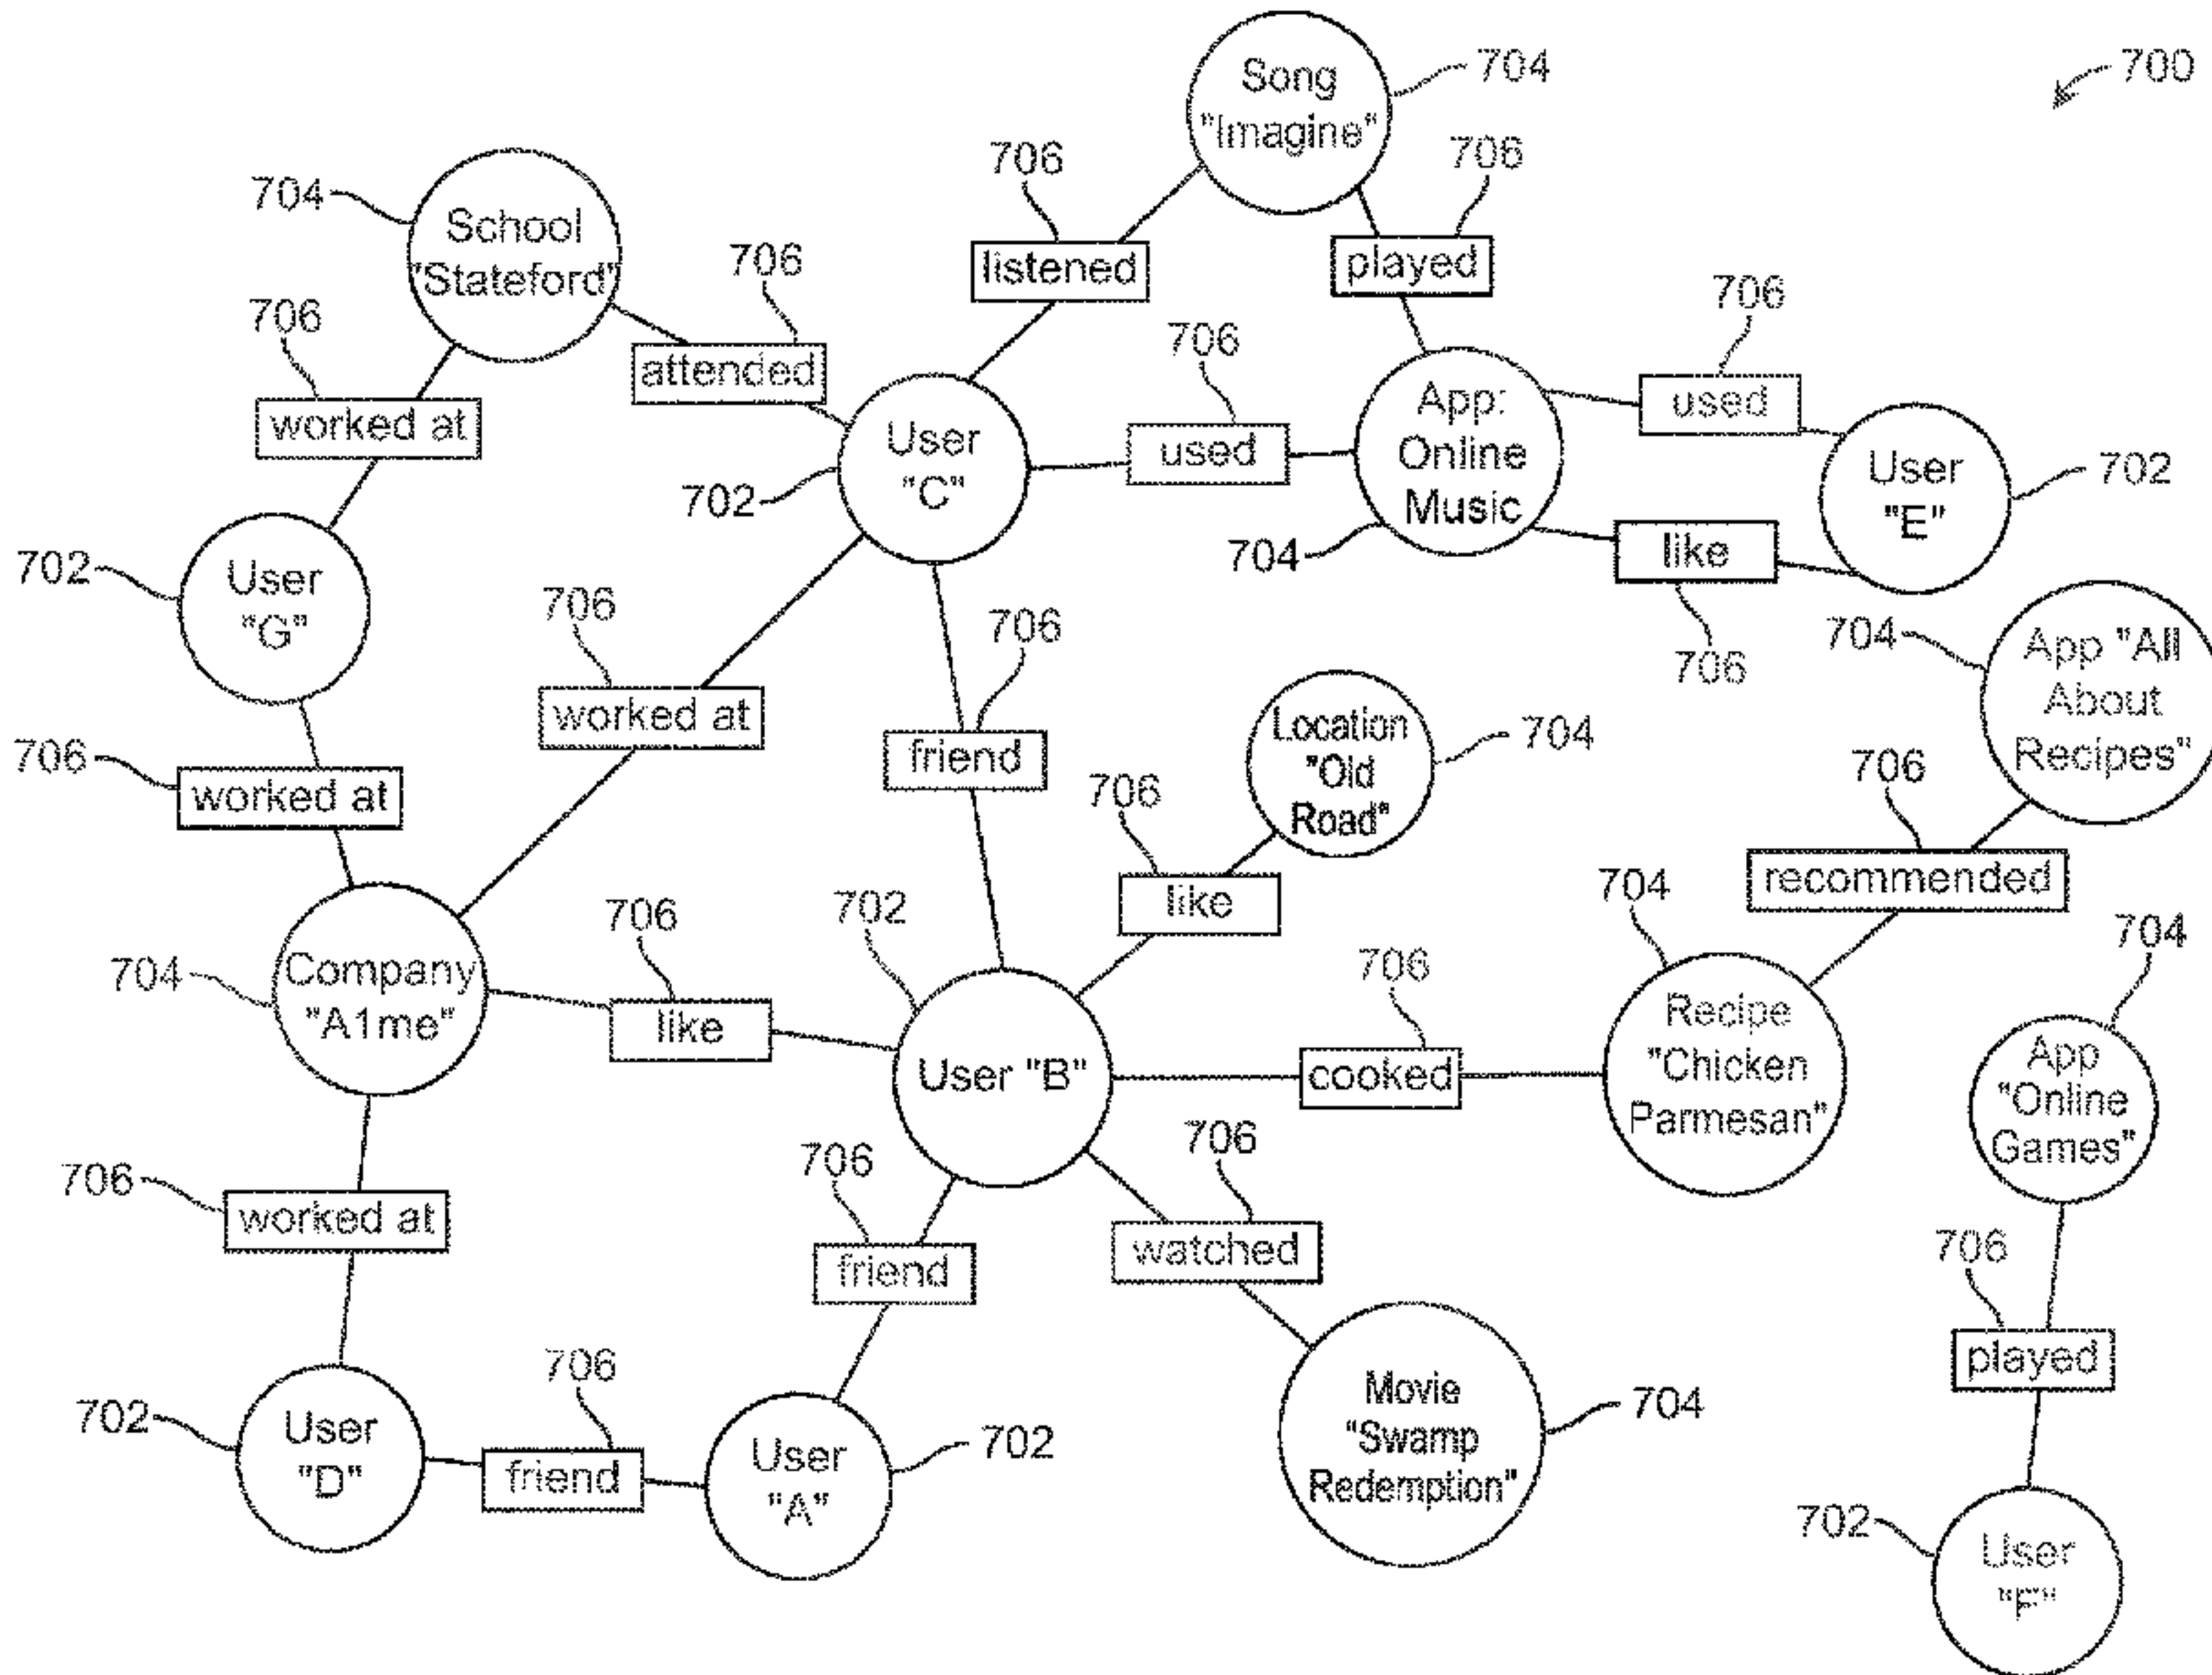 700
Song
"Imagine"
704
706
706
704
School
"Stateford"
706
listened
played
706
706
706
attended
used
worked at
User
"C"
702
used
App:
Online
Music
704
User
"E"
702
like
706
702
User
"G"
706
worked at
706
friend
Location
"Old
Road"
704
704
App "All
About
Recipes"
706
worked at
706
like
706
recommended
704
Company
"A1me"
706
like
702
User "B"
706
cooked
704
Recipe
"Chicken
Parmesan"
704
App
"Online
Games"
706
worked at
706
friend
706
watched
706
played
702
User
"D"
706
friend
User
"A"
702
Movie
"Swamp
Redemption"
704
702
User
"F"